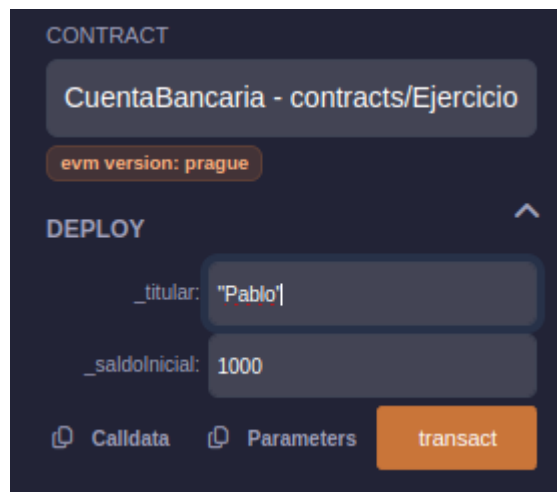 CONTRACT
CuentaBancaria - contracts/Ejercicio
evm version: prague
DEPLOY
_titular: "Pablo"
_saldoInicial: 1000
Calldata Parameters transact